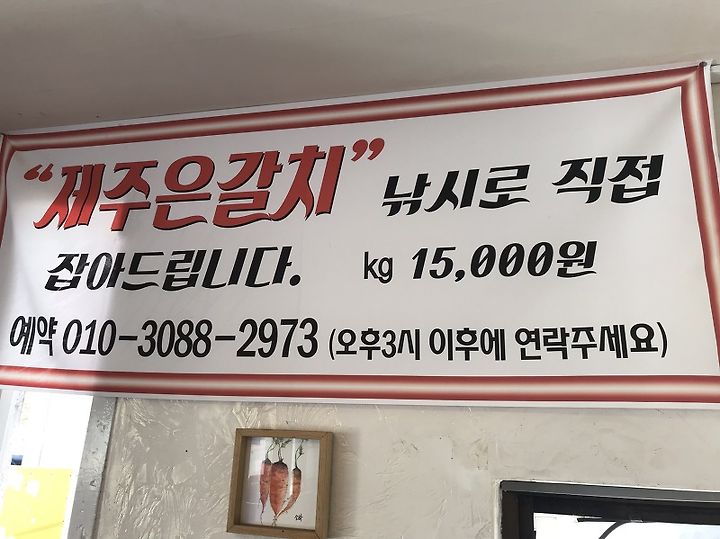 “제주은갈치” 낚시로 직접
잡아드립니다. kg 15,000원
예약 010-3088-2973 (오후3시 이후에 연락주세요)